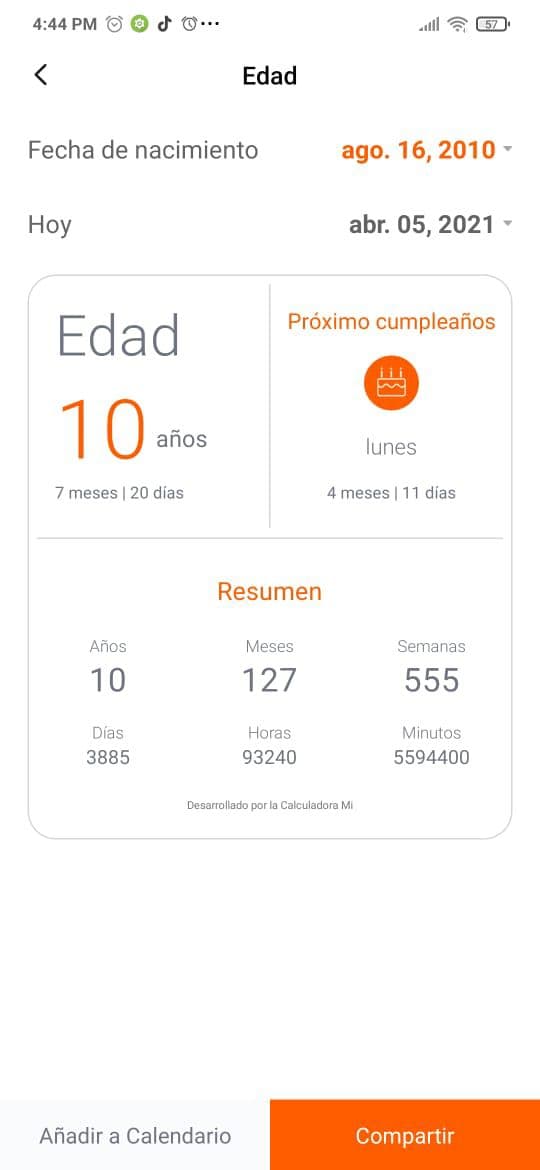 4:44 PM
57
Edad
Fecha de nacimiento ago. 16, 2010
Hoy abr. 05, 2021
Edad
10 años
7 meses | 20 días
Próximo cumpleaños
lunes
4 meses | 11 días
Resumen
Años Meses Semanas
10 127 555
Días Horas Minutos
3885 93240 5594400
Desarrollado por la Calculadora Mi
Añadir a Calendario Compartir